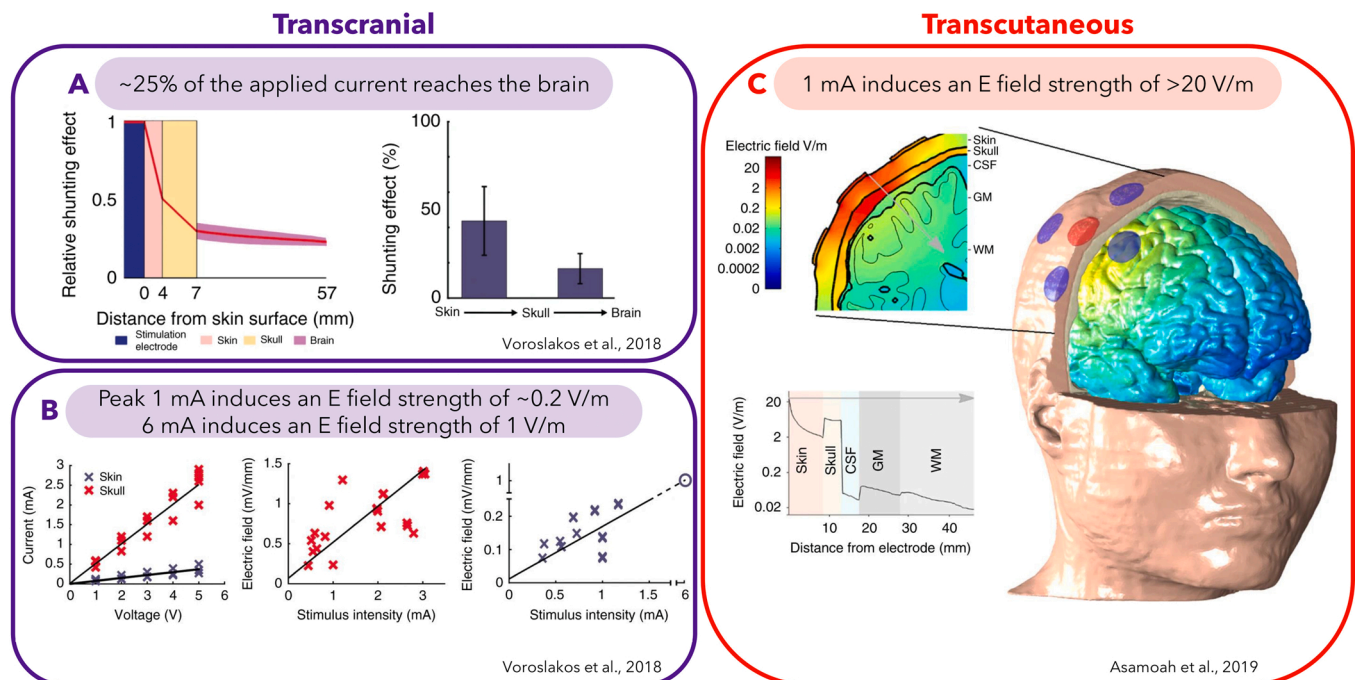 Transcranial
A ~25% of the applied current reaches the brain
Relative shunting effect
1
0.5
0
0 4 7 57
Distance from skin surface (mm)
Stimulation electrode
Skin
Skull
Brain
Shunting effect (%)
100
50
0
Skin Skull Brain
Voroslakos et al., 2018
B Peak 1 mA induces an E field strength of ~0.2 V/m
6 mA induces an E field strength of 1 V/m
Current (mA)
3
2.5
2
1.5
1
0.5
0
Skin
Skull
0 1 2 3 4 5 6
Voltage (V)
Electric field (mV/mm)
1.5
1.0
0.5
0
0 1 2 3
Stimulus intensity (mA)
Electric field (mV/mm)
1
0.2
0.1
0
0 0.5 1.0 6
Stimulus intensity (mA)
Voroslakos et al., 2018
Transcutaneous
C 1 mA induces an E field strength of >20 V/m
Electric field V/m
20
2
0.2
0.02
0.002
0.0002
0
Skin
Skull
CSF
GM
WM
Electric field (V/m)
20
2
0.2
0.02
Skin
Skull
CSF
GM
WM
10 20 30 40
Distance from electrode (mm)
Asamoah et al., 2019